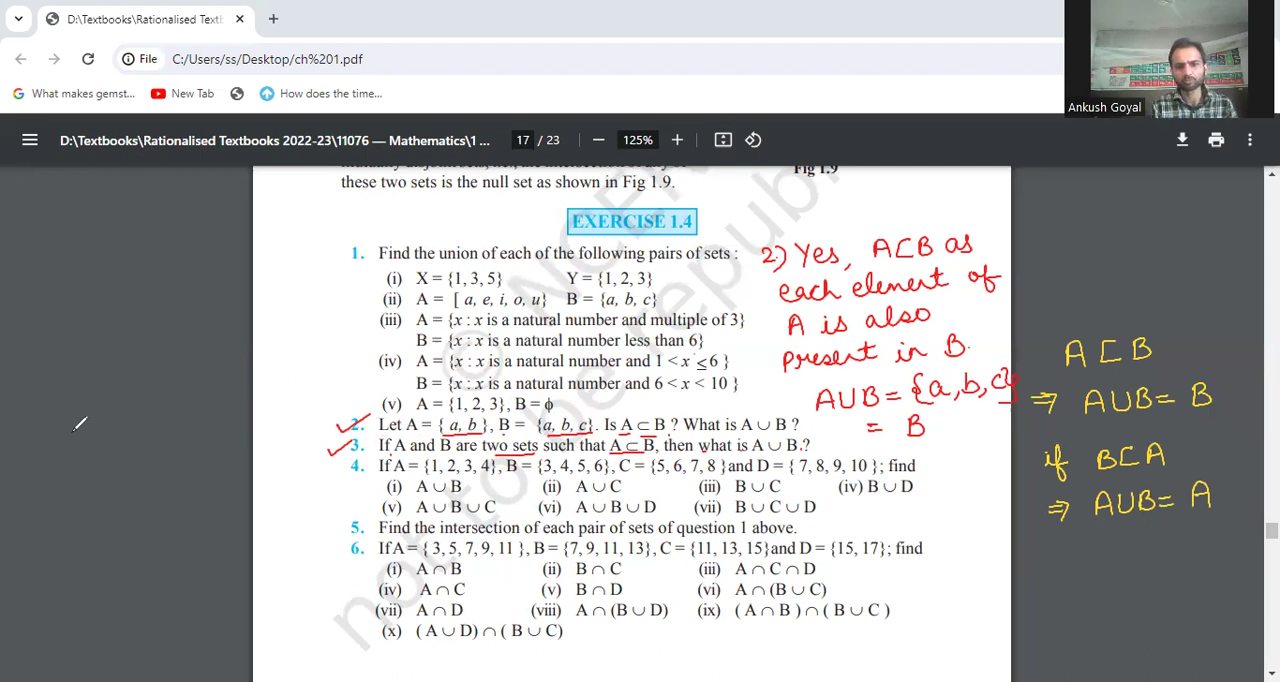 D:\Textbooks\Rationalised Text
File C:/Users/ss/Desktop/ch%201.pdf
What makes gemst... New Tab How does the time...
Ankush Goyal
D:\Textbooks\Rationalised Textbooks 2022-23\11076 — Mathematics\1 ... 17 / 23 125%
these two sets is the null set as shown in Fig 1.9.
Fig 1.9
EXERCISE 1.4
1. Find the union of each of the following pairs of sets :
(i) X = {1, 3, 5} Y = {1, 2, 3}
(ii) A = [ a, e, i, o, u} B = {a, b, c}
(iii) A = {x : x is a natural number and multiple of 3}
B = {x : x is a natural number less than 6}
(iv) A = {x : x is a natural number and 1 < x ≤ 6 }
B = {x : x is a natural number and 6 < x < 10 }
(v) A = {1, 2, 3}, B = ϕ
2. Let A = { a, b }, B = {a, b, c}. Is A ⊂ B ? What is A ∪ B ?
3. If A and B are two sets such that A ⊂ B, then what is A ∪ B ?
4. If A = {1, 2, 3, 4}, B = {3, 4, 5, 6}, C = {5, 6, 7, 8 } and D = { 7, 8, 9, 10 }; find
(i) A ∪ B (ii) A ∪ C (iii) B ∪ C (iv) B ∪ D
(v) A ∪ B ∪ C (vi) A ∪ B ∪ D (vii) B ∪ C ∪ D
5. Find the intersection of each pair of sets of question 1 above.
6. If A = { 3, 5, 7, 9, 11 }, B = {7, 9, 11, 13}, C = {11, 13, 15} and D = {15, 17}; find
(i) A ∩ B (ii) B ∩ C (iii) A ∩ C ∩ D
(iv) A ∩ C (v) B ∩ D (vi) A ∩ (B ∪ C)
(vii) A ∩ D (viii) A ∩ (B ∪ D) (ix) ( A ∩ B ) ∩ ( B ∪ C )
(x) ( A ∪ D) ∩ ( B ∪ C)
2) Yes, A⊂B as
each element of
A is also
present in B.
A∪B = {a, b, c}
= B
A⊂B
⇒ A∪B = B
if B⊂A
⇒ A∪B = A
not to be republ